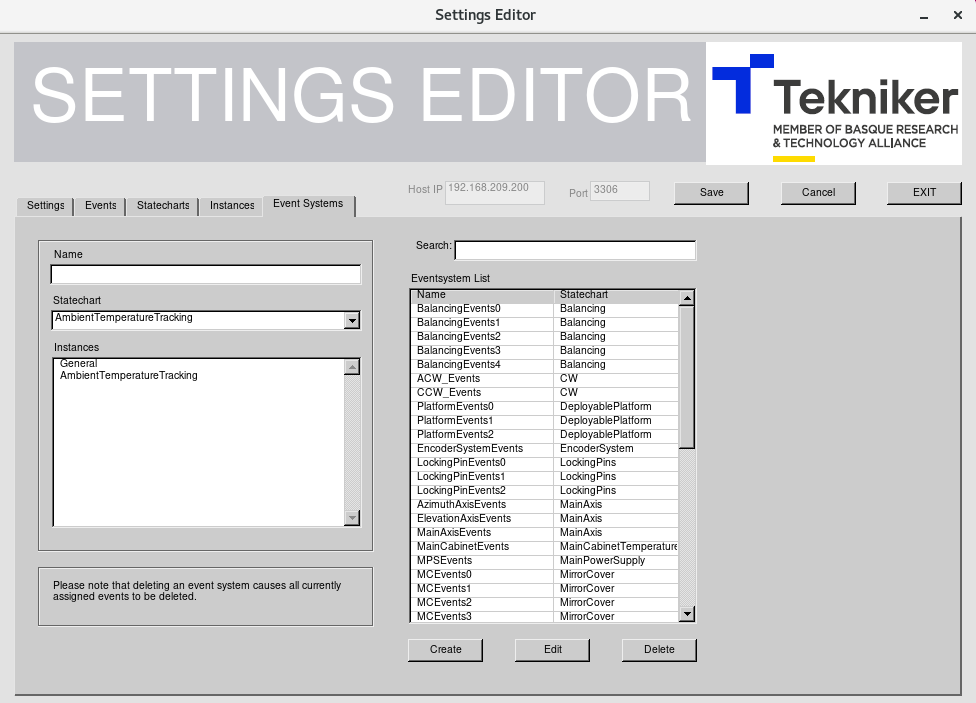 Settings Editor
SETTINGS EDITOR
Tekniker
MEMBER OF BASQUE RESEARCH
& TECHNOLOGY ALLIANCE
Host IP 192.168.209.200 Port 3306 Save Cancel EXIT
Settings Events Statecharts Instances Event Systems
Name
Statechart
AmbientTemperatureTracking
Instances
General
AmbientTemperatureTracking
Please note that deleting an event system causes all currently
assigned events to be deleted.
Search:
Eventsystem List
Name Statechart
BalancingEvents0 Balancing
BalancingEvents1 Balancing
BalancingEvents2 Balancing
BalancingEvents3 Balancing
BalancingEvents4 Balancing
ACW_Events CW
CCW_Events CW
PlatformEvents0 DeployablePlatform
PlatformEvents1 DeployablePlatform
PlatformEvents2 DeployablePlatform
EncoderSystemEvents EncoderSystem
LockingPinEvents0 LockingPins
LockingPinEvents1 LockingPins
LockingPinEvents2 LockingPins
AzimuthAxisEvents MainAxis
ElevationAxisEvents MainAxis
MainAxisEvents MainAxis
MainCabinetEvents MainCabinetTemperature
MPSEvents MainPowerSupply
MCEvents0 MirrorCover
MCEvents1 MirrorCover
MCEvents2 MirrorCover
MCEvents3 MirrorCover
Create Edit Delete